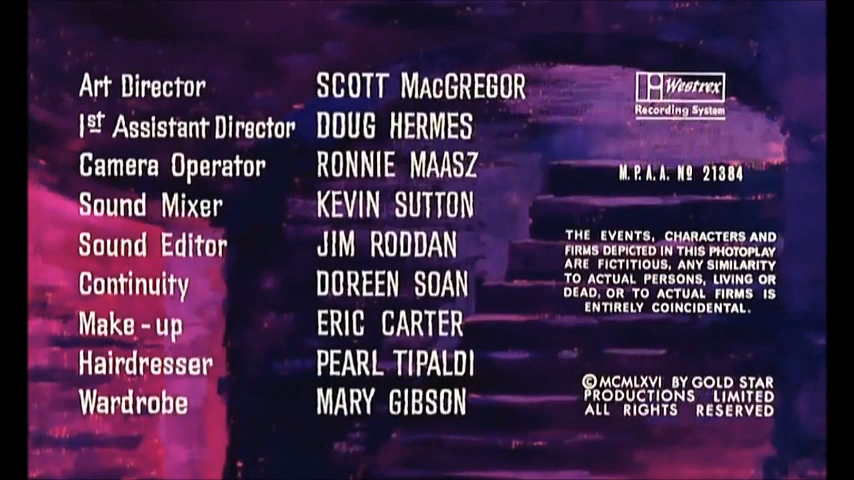 Art Director SCOTT MacGREGOR
1st Assistant Director DOUG HERMES
Camera Operator RONNIE MAASZ
Sound Mixer KEVIN SUTTON
Sound Editor JIM RODDAN
Continuity DOREEN SOAN
Make-up ERIC CARTER
Hairdresser PEARL TIPALDI
Wardrobe MARY GIBSON
Westrex
Recording System
M.P.A.A. Nº 21384
THE EVENTS, CHARACTERS AND
FIRMS DEPICTED IN THIS PHOTOPLAY
ARE FICTITIOUS, ANY SIMILARITY
TO ACTUAL PERSONS, LIVING OR
DEAD, OR TO ACTUAL FIRMS IS
ENTIRELY COINCIDENTAL.
©MCMLXVI BY GOLD STAR
PRODUCTIONS LIMITED
ALL RIGHTS RESERVED